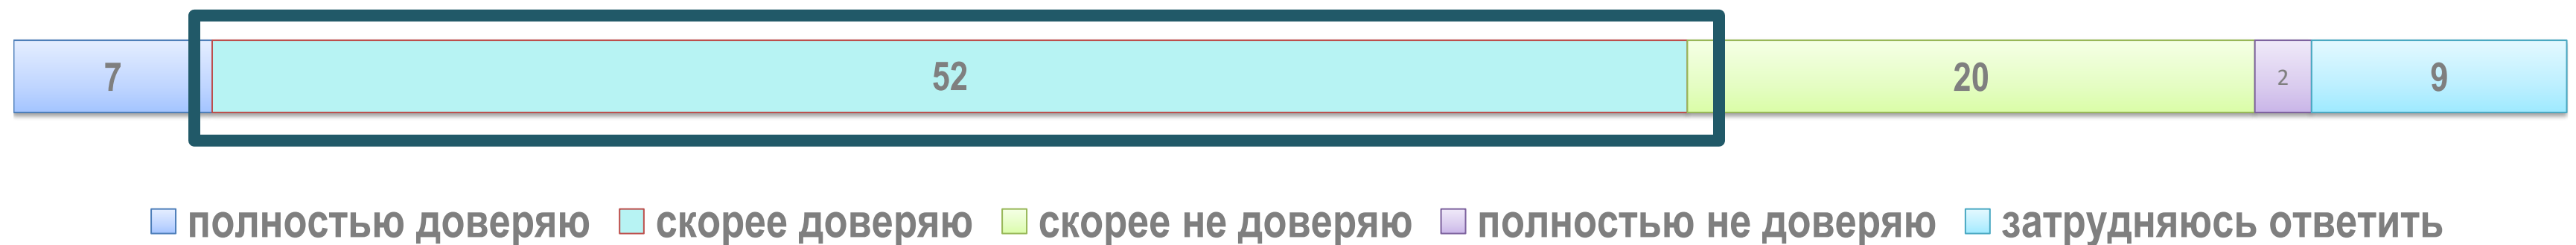 7 52 20 2 9
полностью доверяю скорее доверяю скорее не доверяю полностью не доверяю затрудняюсь ответить